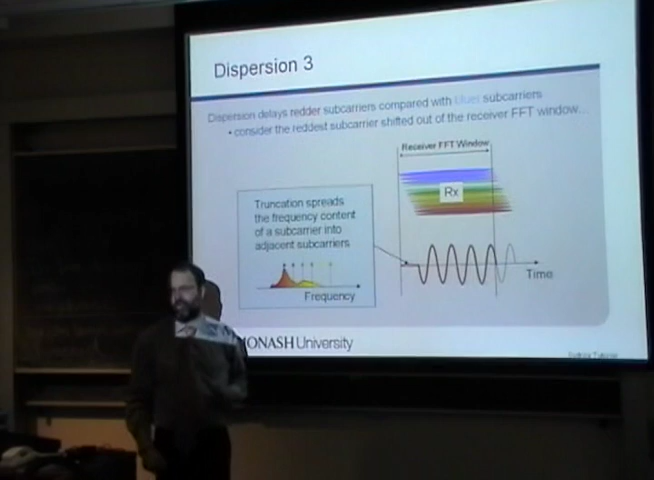 Dispersion 3
Dispersion delays redder subcarriers compared with bluer subcarriers
• consider the reddest subcarrier shifted out of the receiver FFT window...
Receiver FFT Window
Rx
Truncation spreads
the frequency content
of a subcarrier into
adjacent subcarriers
Time
Frequency
MONASH University